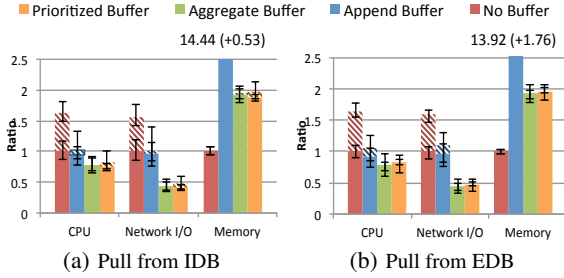 Prioritized Buffer Aggregate Buffer Append Buffer No Buffer
14.44 (+0.53)
2.5
2
1.5
1
0.5
0
Ratio
CPU Network I/O Memory
(a) Pull from IDB
13.92 (+1.76)
2.5
2
1.5
1
0.5
0
Ratio
CPU Network I/O Memory
(b) Pull from EDB